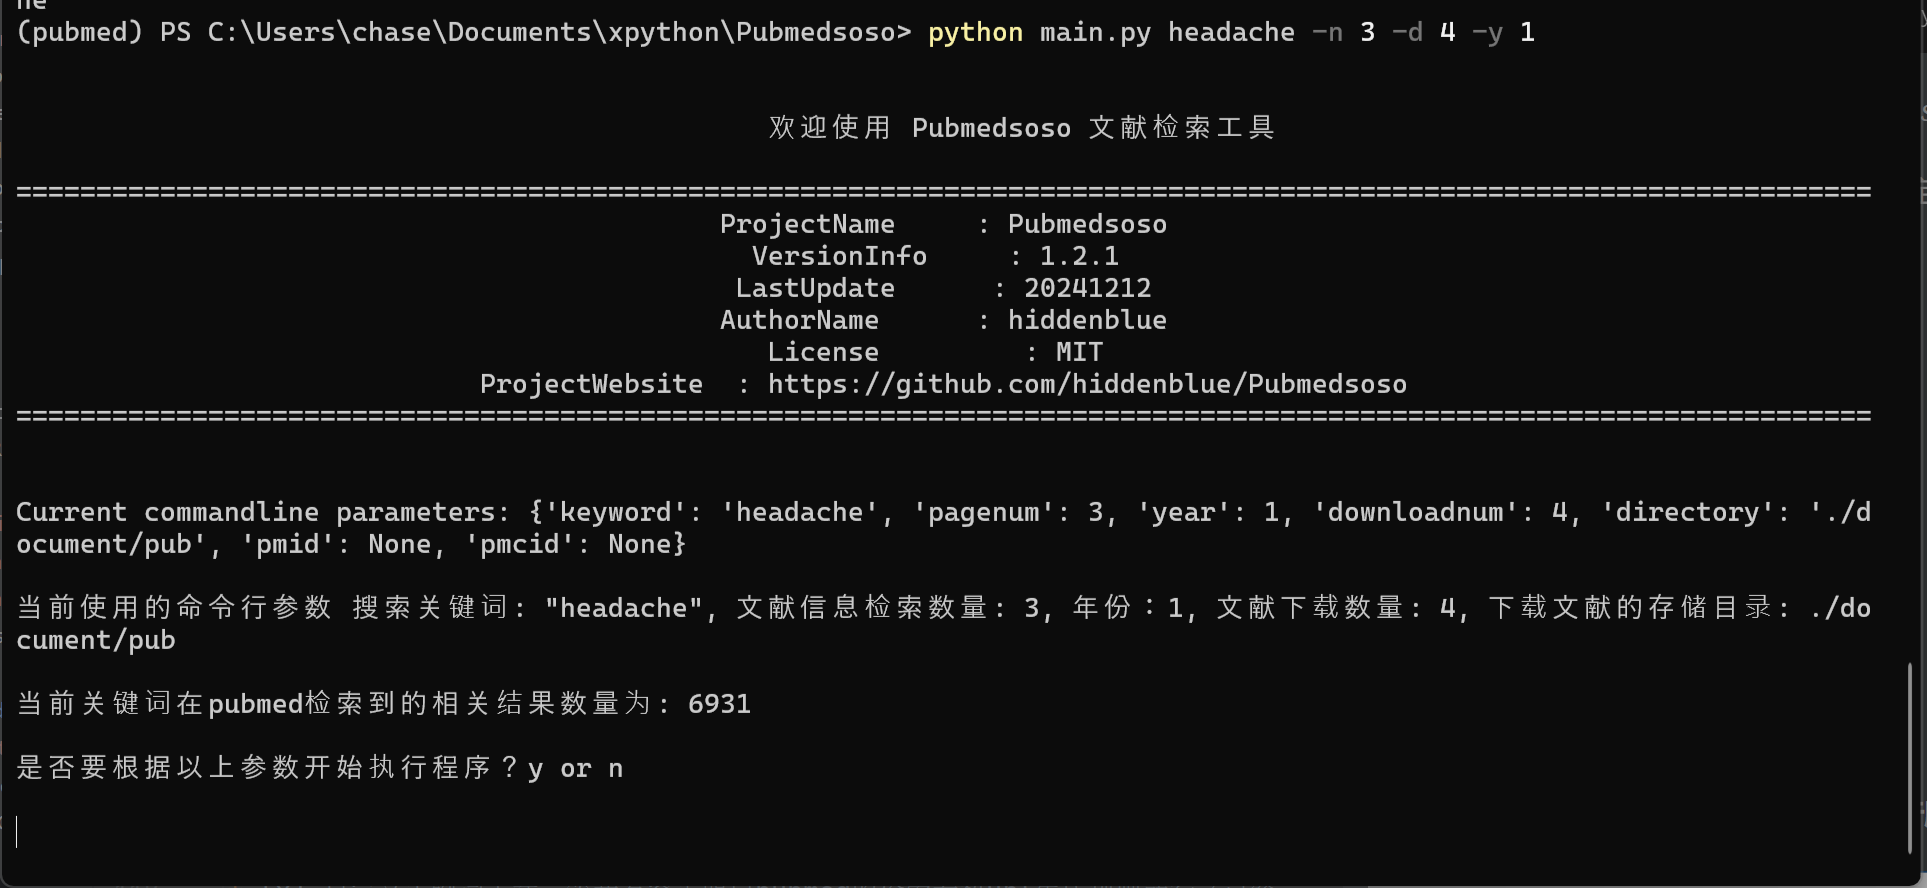 (pubmed) PS C:\Users\chase\Documents\xpython\Pubmedsoso> python main.py headache -n 3 -d 4 -y 1
欢迎使用 Pubmedsoso 文献检索工具
====================================================================================================================
ProjectName     : Pubmedsoso
VersionInfo     : 1.2.1
LastUpdate      : 20241212
AuthorName      : hiddenblue
License         : MIT
ProjectWebsite  : https://github.com/hiddenblue/Pubmedsoso
====================================================================================================================
Current commandline parameters: {'keyword': 'headache', 'pagenum': 3, 'year': 1, 'downloadnum': 4, 'directory': './d
ocument/pub', 'pmid': None, 'pmcid': None}
当前使用的命令行参数 搜索关键词: "headache", 文献信息检索数量: 3, 年份：1, 文献下载数量: 4, 下载文献的存储目录: ./do
cument/pub
当前关键词在pubmed检索到的相关结果数量为: 6931
是否要根据以上参数开始执行程序？y or n